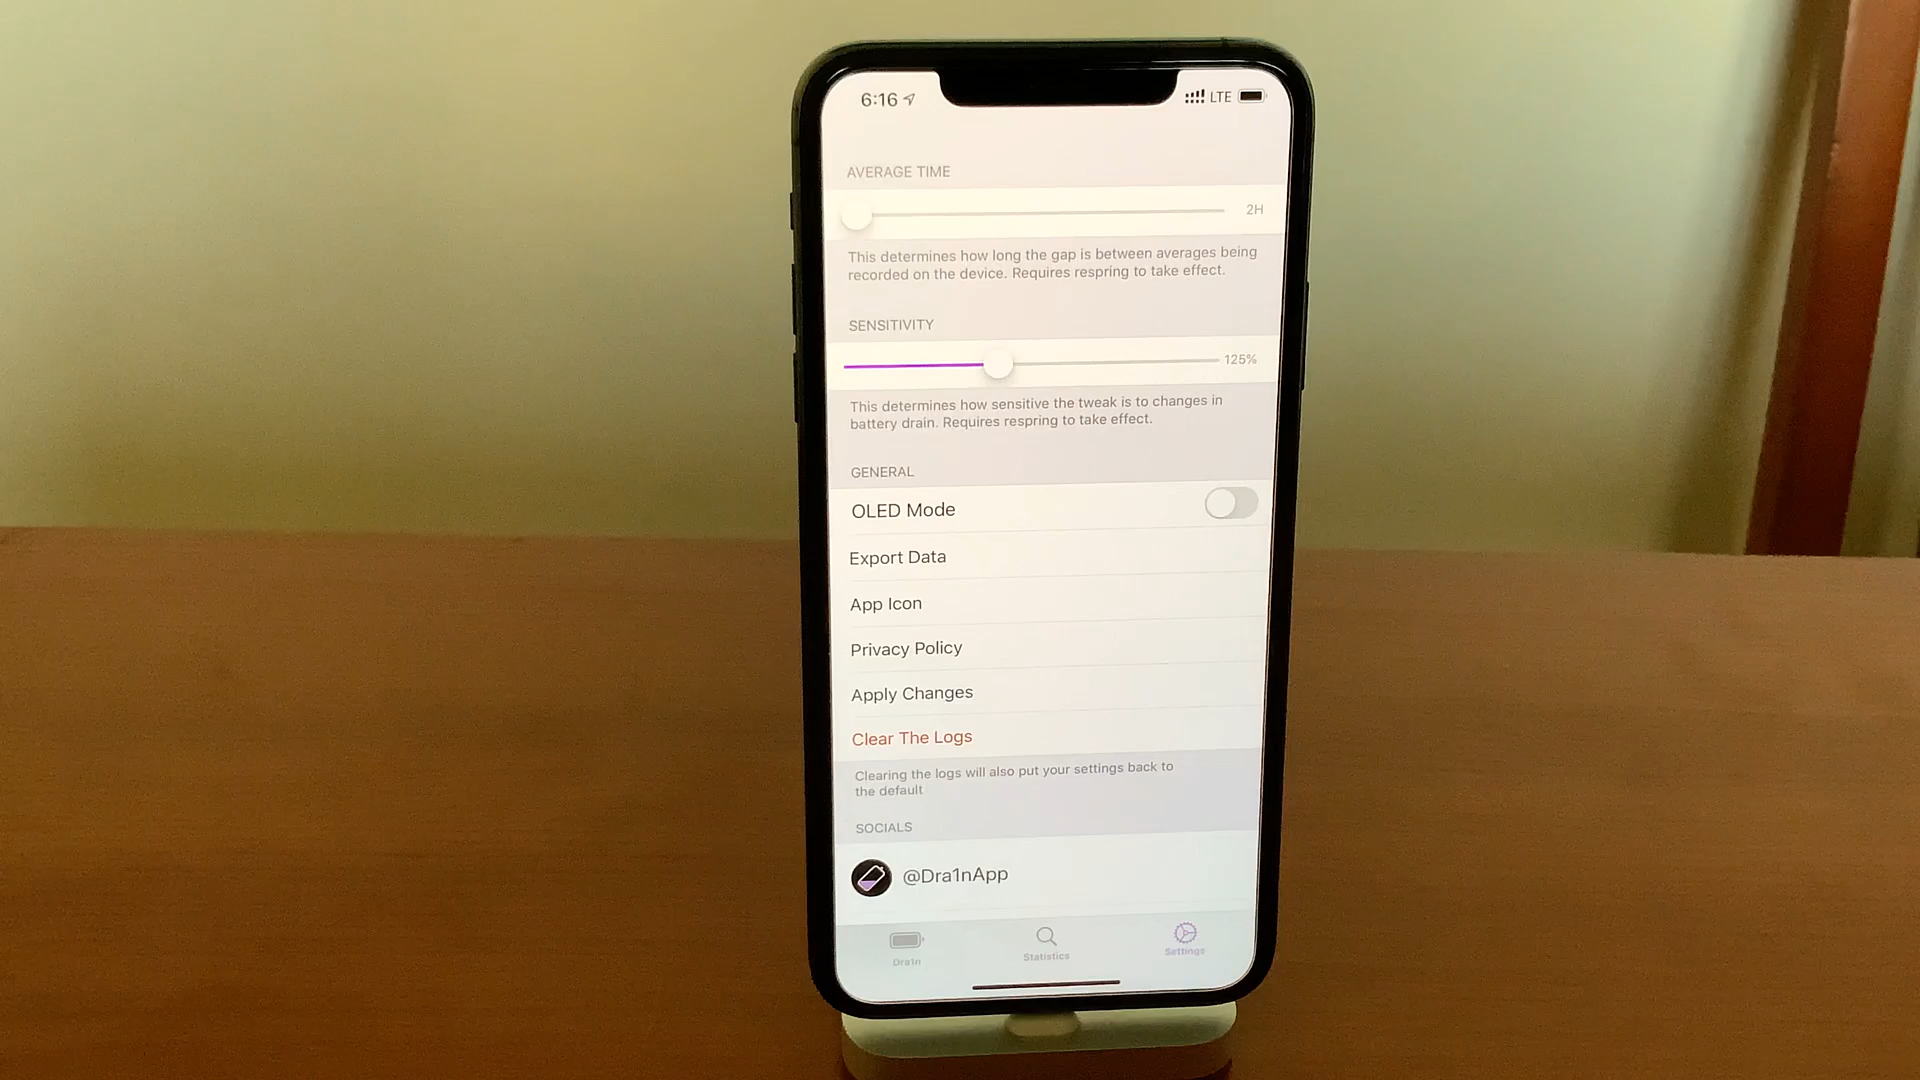 6:16
LTE
AVERAGE TIME
2H
This determines how long the gap is between averages being
recorded on the device. Requires respring to take effect.
SENSITIVITY
125%
This determines how sensitive the tweak is to changes in
battery drain. Requires respring to take effect.
GENERAL
OLED Mode
Export Data
App Icon
Privacy Policy
Apply Changes
Clear The Logs
Clearing the logs will also put your settings back to
the default
SOCIALS
@Dra1nApp
Dra1n
Statistics
Settings